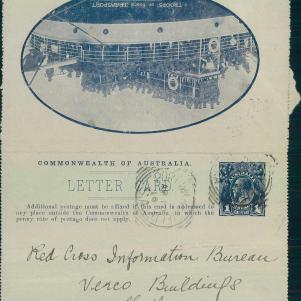 TROOPS on board TRANSPORT
COMMONWEALTH OF AUSTRALIA.
LETTER CARD.
Additional postage must be affixed if this card is addressed to
any place outside the Commonwealth of Australia, to which the
penny rate of postage does not apply.
Red Cross Information Bureau
Verco Buildings